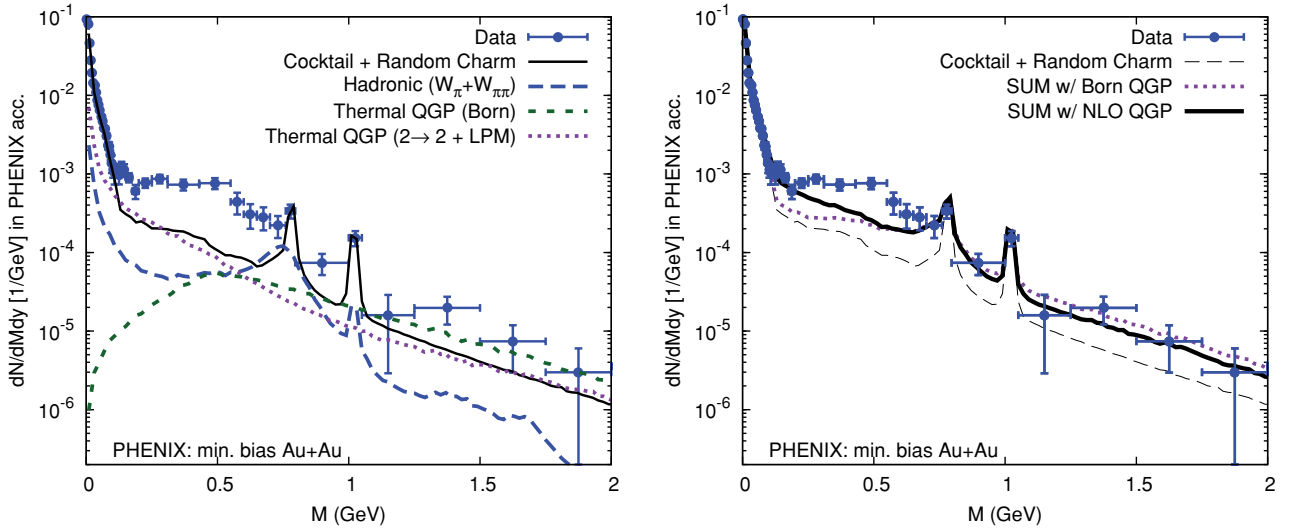 10⁻¹
10⁻²
10⁻³
10⁻⁴
10⁻⁵
10⁻⁶
dN/dMdy [1/GeV] in PHENIX acc.
Data
Cocktail + Random Charm
Hadronic (W_π+W_ππ)
Thermal QGP (Born)
Thermal QGP (2→ 2 + LPM)
PHENIX: min. bias Au+Au
0 0.5 1 1.5 2
M (GeV)
10⁻¹
10⁻²
10⁻³
10⁻⁴
10⁻⁵
10⁻⁶
dN/dMdy [1/GeV] in PHENIX acc.
Data
Cocktail + Random Charm
SUM w/ Born QGP
SUM w/ NLO QGP
PHENIX: min. bias Au+Au
0 0.5 1 1.5 2
M (GeV)